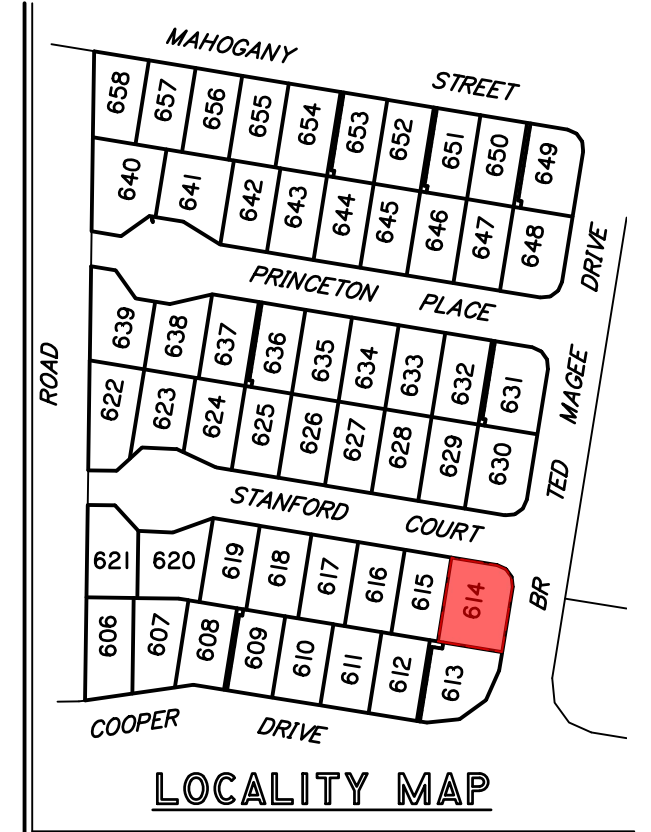 MAHOGANY STREET
658 657 656 655 654 653 652 651 650 649
640 641 642 643 644 645 646 647 648
PRINCETON PLACE
639 638 637 636 635 634 633 632 631
622 623 624 625 626 627 628 629 630
STANFORD COURT
621 620 619 618 617 616 615 614
606 607 608 609 610 611 612 613
COOPER DRIVE
ROAD
BR TED MAGEE DRIVE
LOCALITY MAP